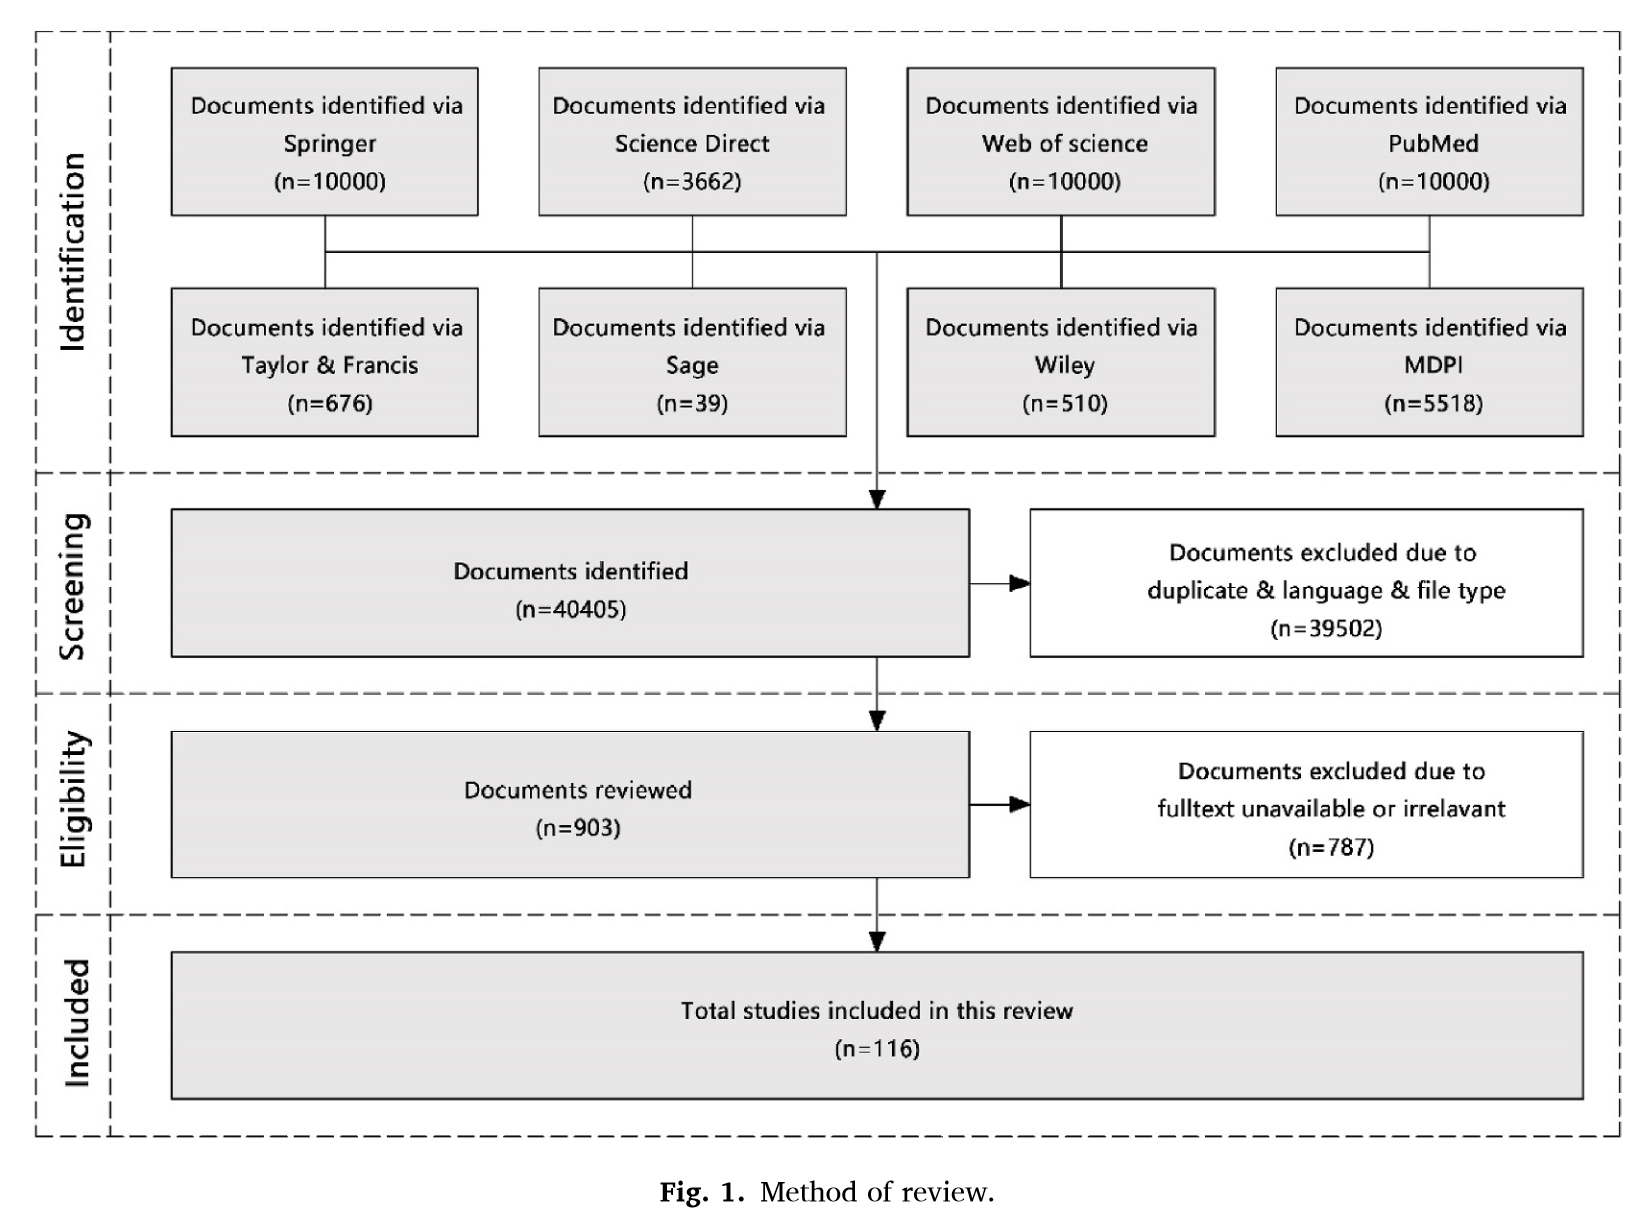 Identification
Documents identified via
Springer
(n=10000)
Documents identified via
Science Direct
(n=3662)
Documents identified via
Web of science
(n=10000)
Documents identified via
PubMed
(n=10000)
Documents identified via
Taylor & Francis
(n=676)
Documents identified via
Sage
(n=39)
Documents identified via
Wiley
(n=510)
Documents identified via
MDPI
(n=5518)
Screening
Documents identified
(n=40405)
Documents excluded due to
duplicate & language & file type
(n=39502)
Eligibility
Documents reviewed
(n=903)
Documents excluded due to
fulltext unavailable or irrelavant
(n=787)
Included
Total studies included in this review
(n=116)
Fig. 1. Method of review.